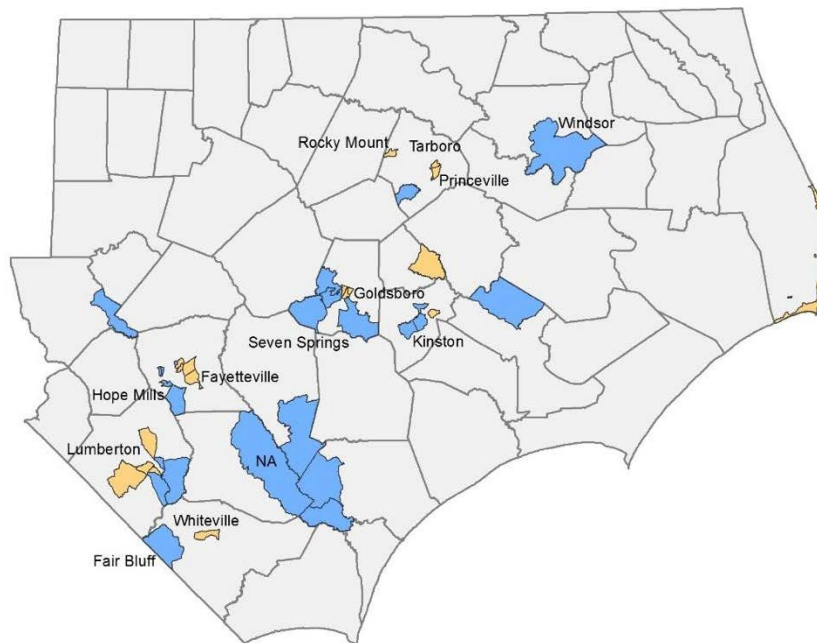 Windsor
Rocky Mount
Tarboro
Princeville
Goldsboro
Seven Springs
Kinston
Fayetteville
Hope Mills
Lumberton
NA
Whiteville
Fair Bluff